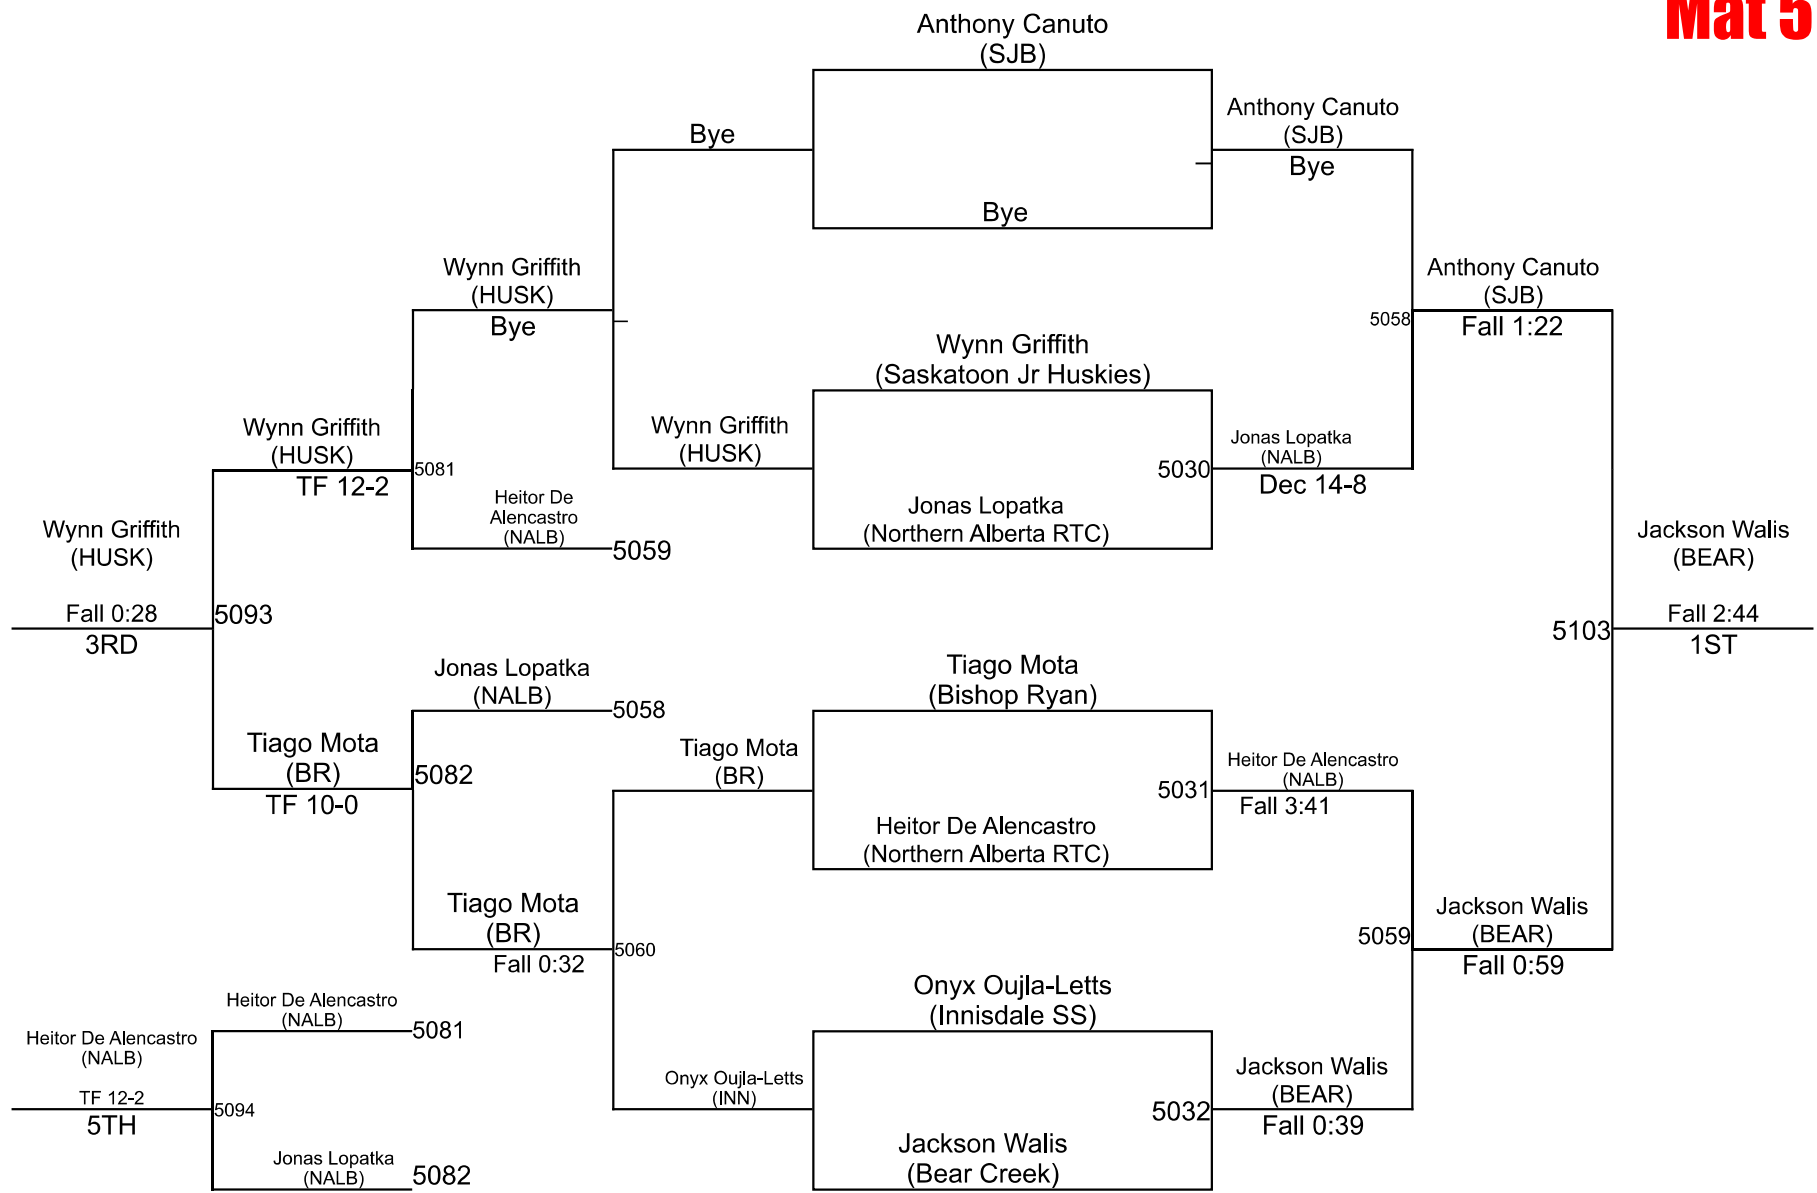 Mat 5
Anthony Canuto
(SJB)
Bye
Anthony Canuto
(SJB)
Bye
Bye
Wynn Griffith
(HUSK)
Bye
Anthony Canuto
(SJB)
5058
Fall 1:22
Wynn Griffith
(Saskatoon Jr Huskies)
Wynn Griffith
(HUSK)
TF 12-2
5081
Wynn Griffith
(HUSK)
5030
Jonas Lopatka
(NALB)
Dec 14-8
Heitor De
Alencastro
(NALB)
5059
Jonas Lopatka
(Northern Alberta RTC)
Wynn Griffith
(HUSK)
Fall 0:28
3RD
5093
Jackson Walis
(BEAR)
5103
Fall 2:44
1ST
Jonas Lopatka
(NALB)
5058
Tiago Mota
(Bishop Ryan)
Tiago Mota
(BR)
TF 10-0
5082
Tiago Mota
(BR)
5031
Heitor De Alencastro
(NALB)
Fall 3:41
Heitor De Alencastro
(Northern Alberta RTC)
Tiago Mota
(BR)
Fall 0:32
5060
5059
Jackson Walis
(BEAR)
Fall 0:59
Onyx Oujla-Letts
(Innisdale SS)
Heitor De Alencastro
(NALB)
5081
Heitor De Alencastro
(NALB)
TF 12-2
5TH
5094
Onyx Oujla-Letts
(INN)
5032
Jackson Walis
(BEAR)
Fall 0:39
Jonas Lopatka
(NALB)
5082
Jackson Walis
(Bear Creek)